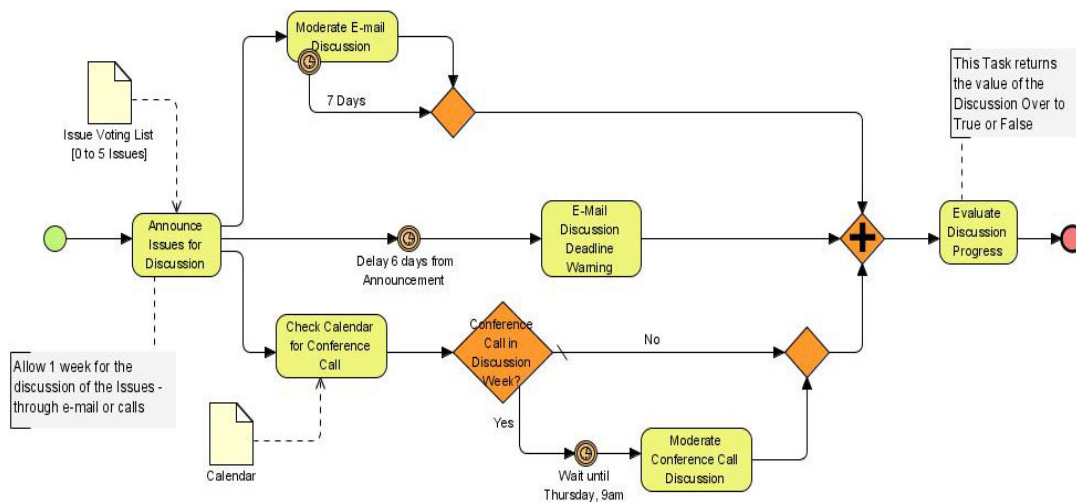 Moderate E-mail
Discussion
7 Days
This Task returns
the value of the
Discussion Over to
True or False
Issue Voting List
[0 to 5 Issues]
Announce
Issues for
Discussion
Delay 6 days from
Announcement
E-Mail
Discussion
Deadline
Warning
Evaluate
Discussion
Progress
Allow 1 week for the
discussion of the Issues -
through e-mail or calls
Check Calendar
for Conference
Call
Calendar
Conference
Call in
Discussion
Week?
No
Yes
Wait until
Thursday, 9am
Moderate
Conference Call
Discussion